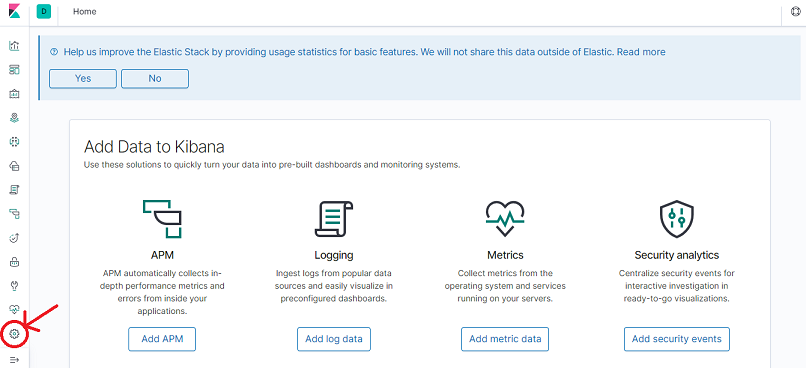 D Home
Help us improve the Elastic Stack by providing usage statistics for basic features. We will not share this data outside of Elastic. Read more
Yes No
Add Data to Kibana
Use these solutions to quickly turn your data into pre-built dashboards and monitoring systems.
APM
APM automatically collects in-
depth performance metrics and
errors from inside your
applications.
Add APM
Logging
Ingest logs from popular data
sources and easily visualize in
preconfigured dashboards.
Add log data
Metrics
Collect metrics from the
operating system and services
running on your servers.
Add metric data
Security analytics
Centralize security events for
interactive investigation in
ready-to-go visualizations.
Add security events